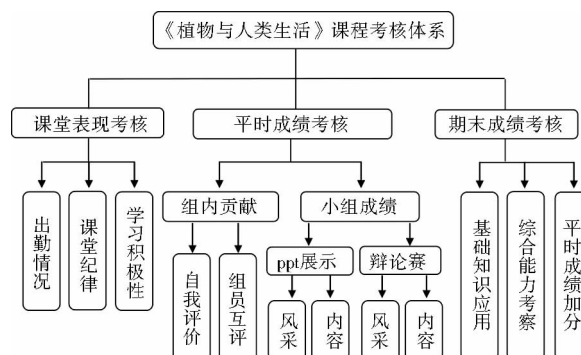 《植物与人类生活》课程考核体系
课堂表现考核
平时成绩考核
期末成绩考核
出勤情况
课堂纪律
学习积极性
组内贡献
小组成绩
基础知识应用
综合能力考察
平时成绩加分
自我评价
组员互评
ppt展示
辩论赛
风采
内容
风采
内容